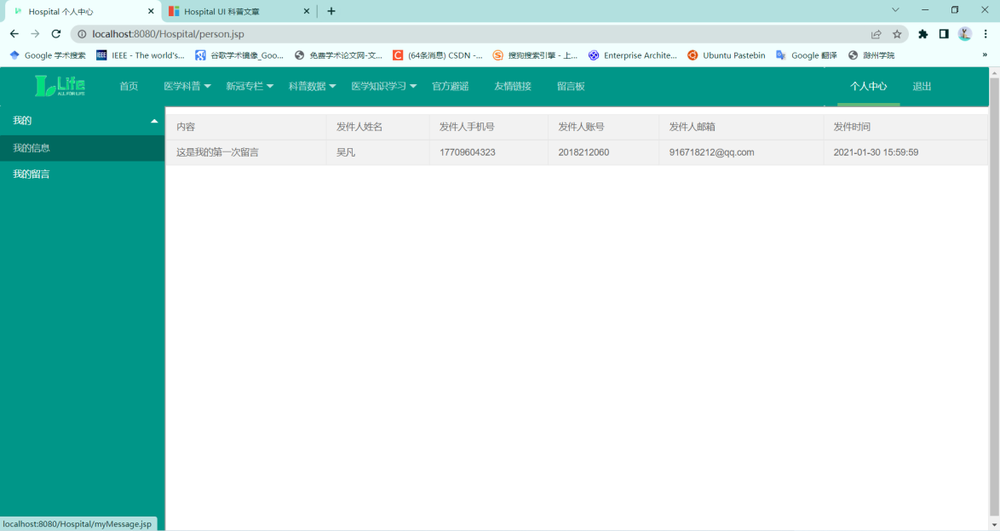 Hospital 个人中心
Hospital UI 科普文章
localhost:8080/Hospital/person.jsp
Google 学术搜索 IEEE - The world's... 谷歌学术镜像_Goo... 免费学术论文网-文... (64条消息) CSDN -... 搜狗搜索引擎 - 上... Enterprise Archite... Ubuntu Pastebin Google 翻译 滁州学院 »
Life
ALL FOR LIFE
首页 医学科普 新冠专栏 科普数据 医学知识学习 官方避谣 友情链接 留言板 个人中心 退出
我的
我的信息
我的留言
内容 发件人姓名 发件人手机号 发件人账号 发件人邮箱 发件时间
这是我的第一次留言 吴凡 17709604323 2018212060 916718212@qq.com 2021-01-30 15:59:59
localhost:8080/Hospital/myMessage.jsp